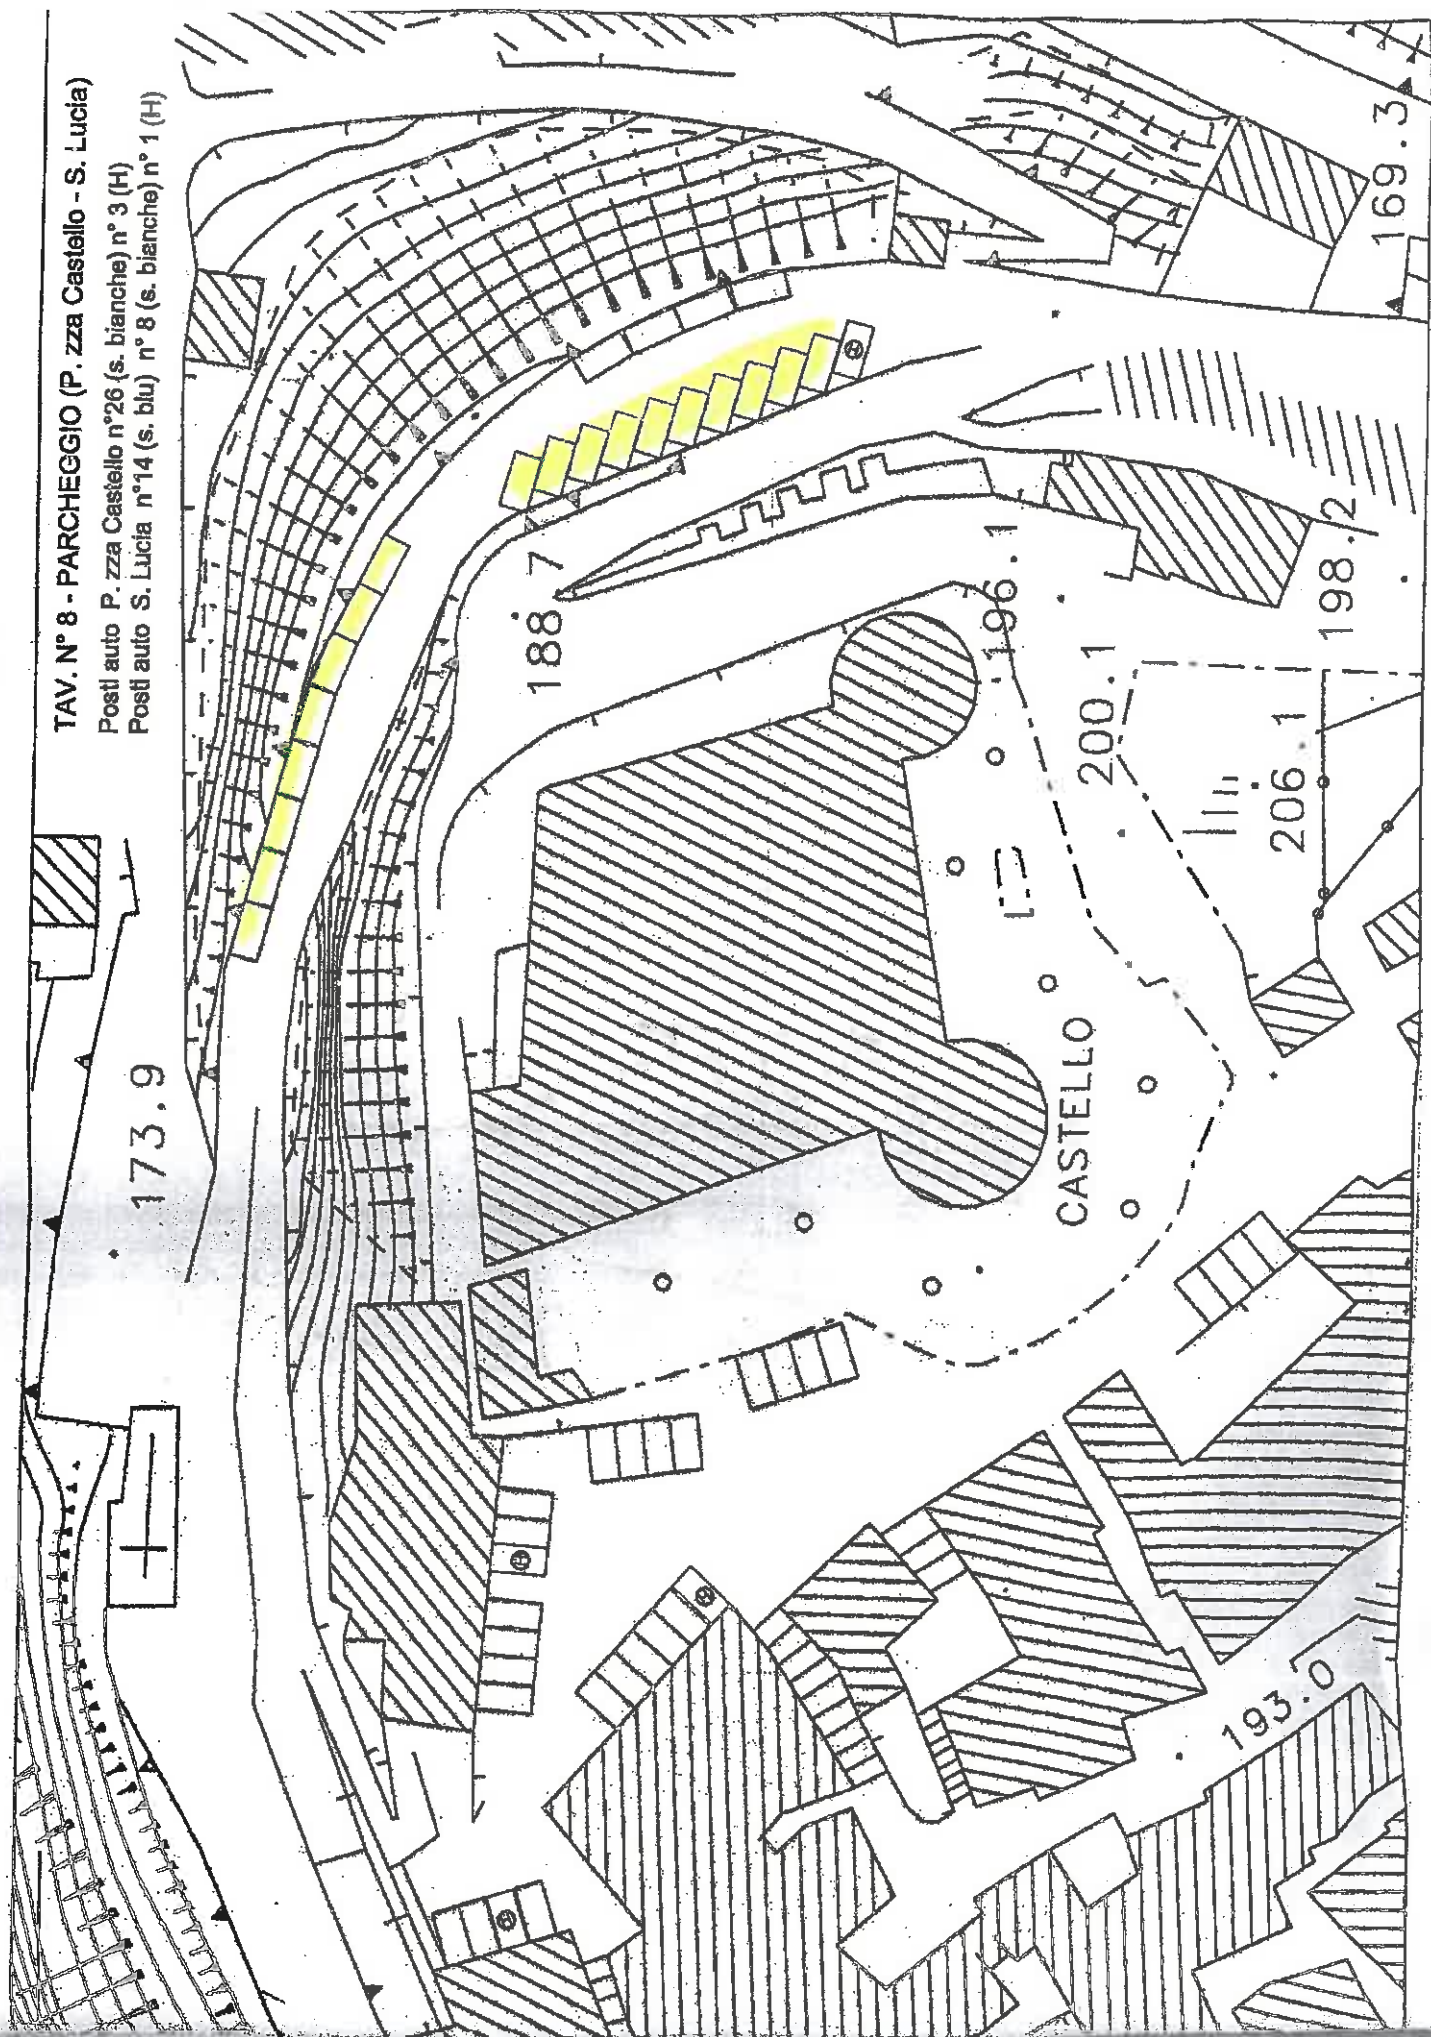 TAV. N° 8 - PARCHEGGIO (P. zza Castello - S. Lucia)
Posti auto P. zza Castello n°26 (s. bianche) n° 3 (H)
Posti auto S. Lucia n°14 (s. blu) n° 8 (s. bianche) n° 1 (H)
173.9
188.7
196.1
200.1
206.1
198.2
169.3
CASTELLO
193.0
H
H
H
H